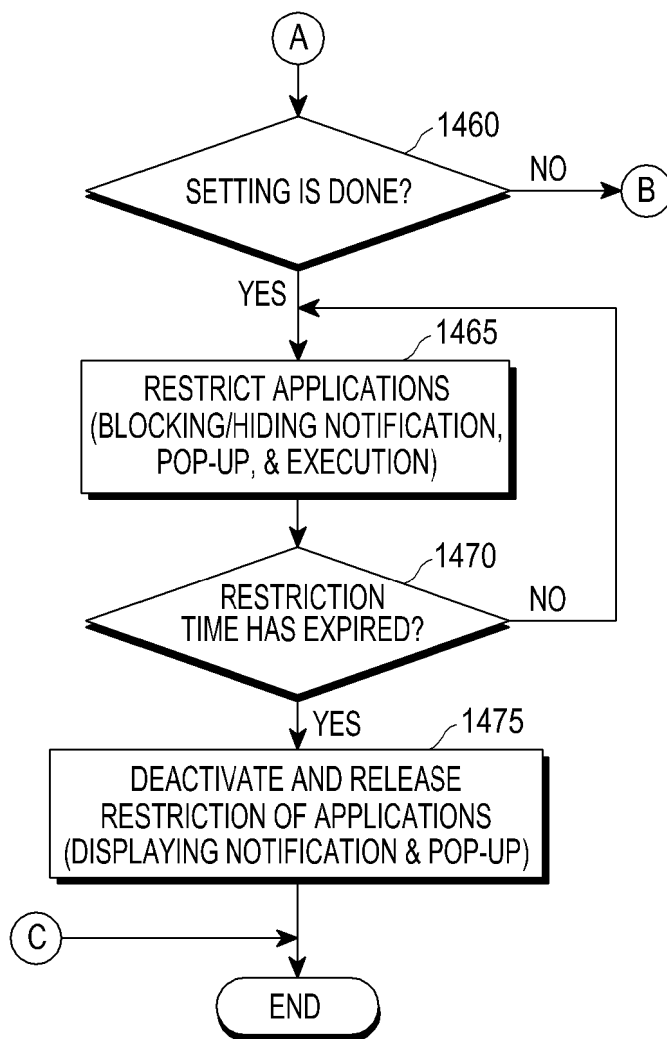 A
1460
SETTING IS DONE?
NO
B
YES
1465
RESTRICT APPLICATIONS
(BLOCKING/HIDING NOTIFICATION,
POP-UP, & EXECUTION)
1470
RESTRICTION
TIME HAS EXPIRED?
NO
YES
1475
DEACTIVATE AND RELEASE
RESTRICTION OF APPLICATIONS
(DISPLAYING NOTIFICATION & POP-UP)
C
END